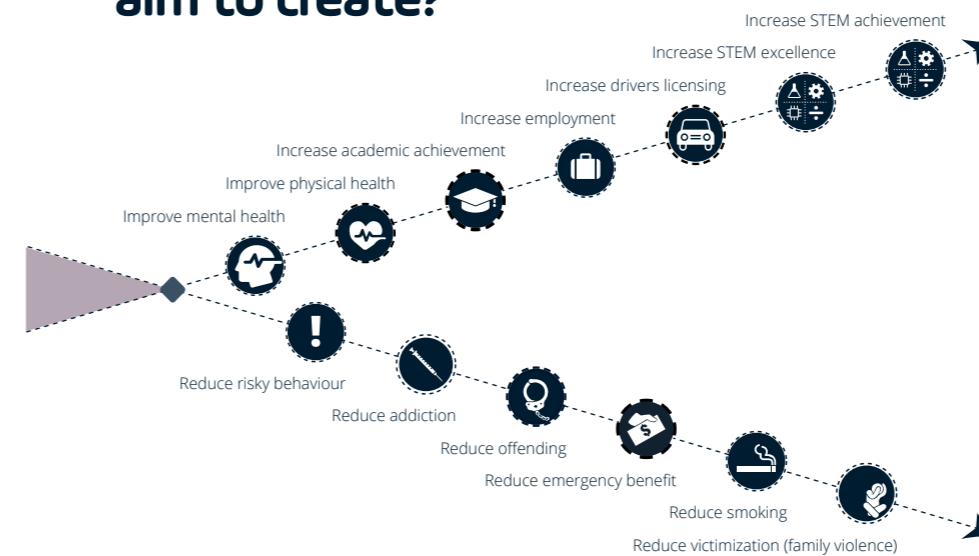 aim to create?
Increase STEM achievement
Increase STEM excellence
Increase drivers licensing
Increase employment
Increase academic achievement
Improve physical health
Improve mental health
Reduce risky behaviour
Reduce addiction
Reduce offending
Reduce emergency benefit
Reduce smoking
Reduce victimization (family violence)